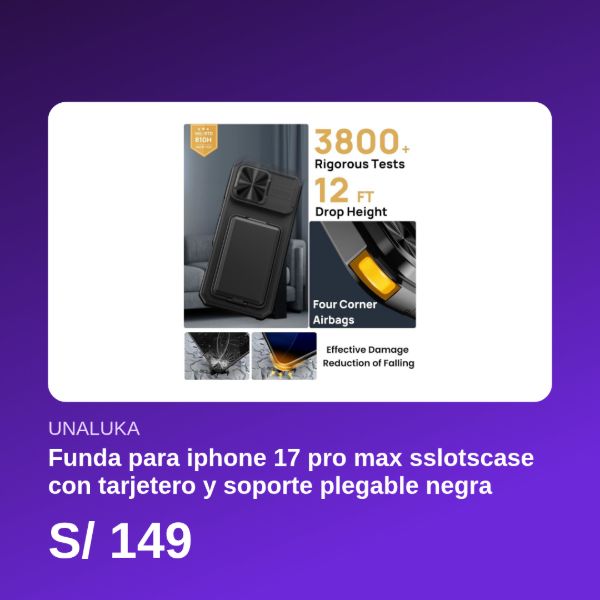 810H
3800+
Rigorous Tests
12 FT
Drop Height
Four Corner
Airbags
Effective Damage
Reduction of Falling
UNALUKA
Funda para iphone 17 pro max sslotscase
con tarjetero y soporte plegable negra
S/ 149